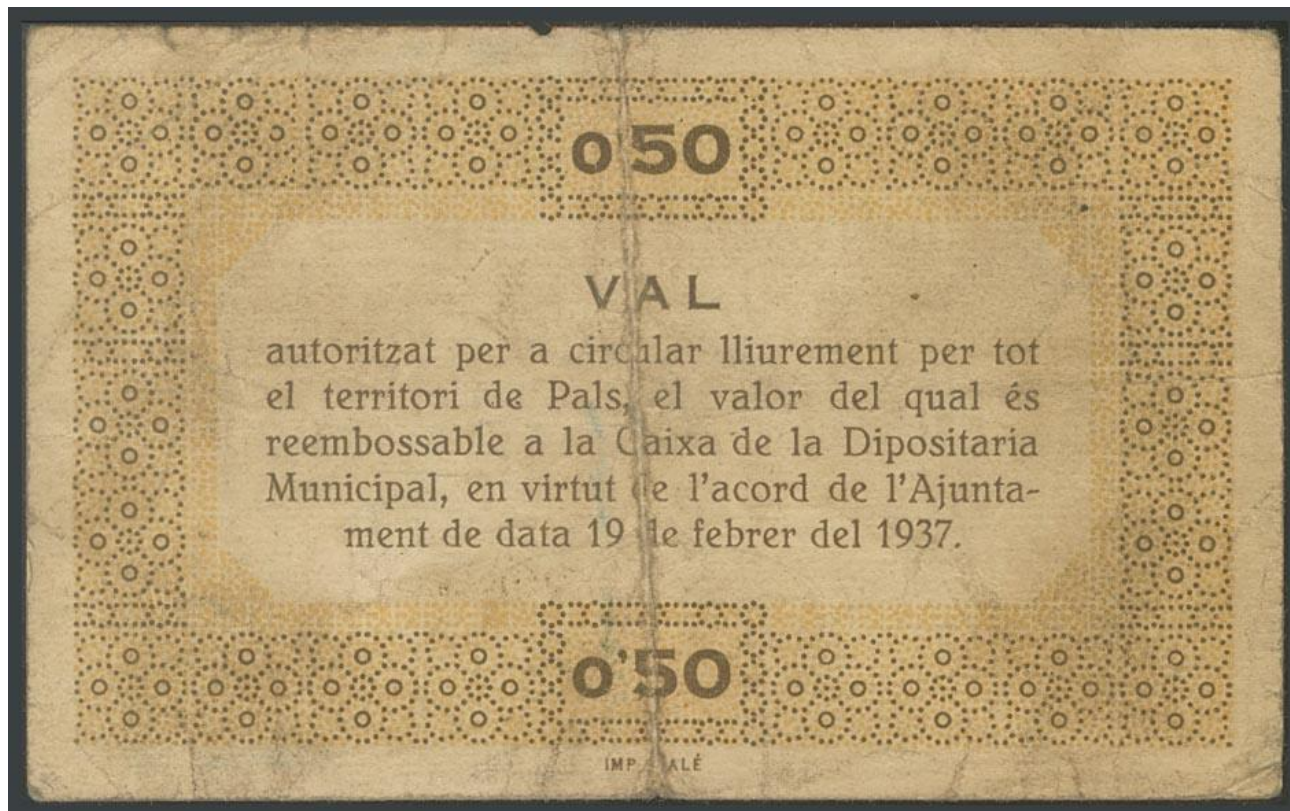 0'50
VAL
autoritzat per a circular lliurement per tot
el territori de Pals, el valor del qual és
reembossable a la Caixa de la Dipositaria
Municipal, en virtut de l'acord de l'Ajunta-
ment de data 19 de febrer del 1937.
0'50
IMP.